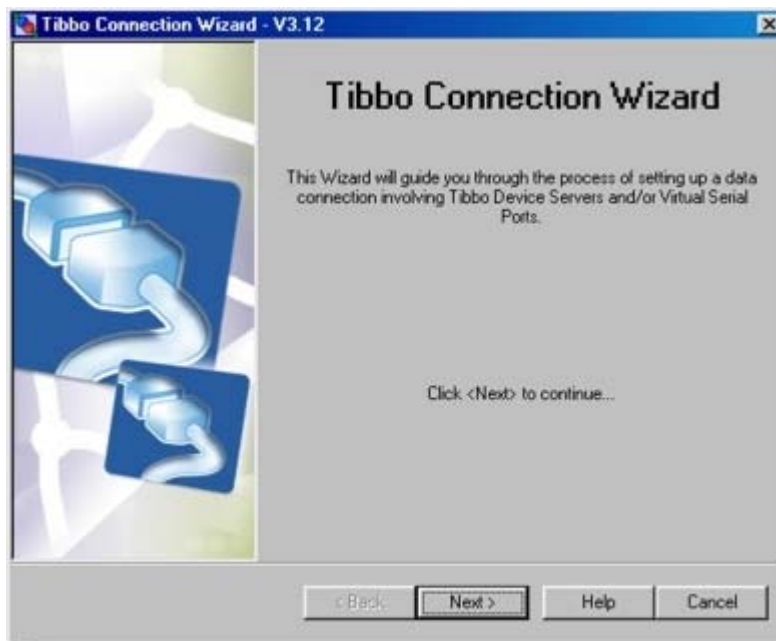 Tibbo Connection Wizard - V3.12
Tibbo Connection Wizard
This Wizard will guide you through the process of setting up a data
connection involving Tibbo Device Servers and/or Virtual Serial
Ports.
Click <Next> to continue...
< Back
Next >
Help
Cancel